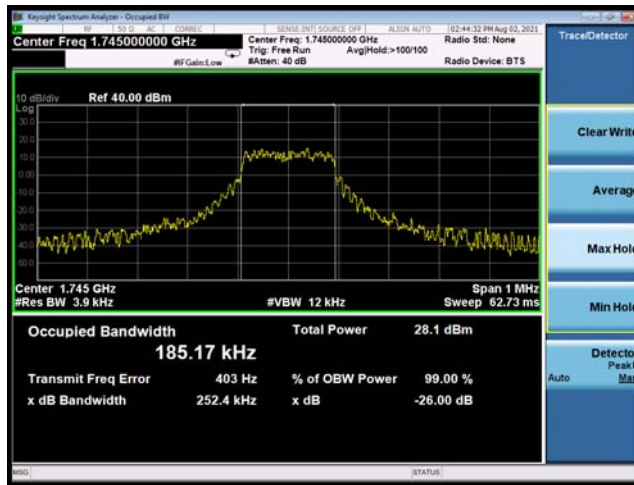 Keysight Spectrum Analyzer - Occupied BW
RF 50 Ω AC CORREC SENSE:INT SOURCE OFF ALIGN AUTO 02:44:32 PM Aug 02, 2021
Center Freq 1.745000000 GHz
Center Freq: 1.745000000 GHz
Radio Std: None
Trace/Detector
Trig: Free Run Avg|Hold:>100/100
#IFGain:Low #Atten: 40 dB Radio Device: BTS
10 dB/div Ref 40.00 dBm
Log
30.0
20.0
10.0
0.00
10.0
20.0
30.0
40.0
50.0
Center 1.745 GHz Span 1 MHz
#Res BW 3.9 kHz #VBW 12 kHz Sweep 62.73 ms
Occupied Bandwidth Total Power 28.1 dBm
185.17 kHz
Transmit Freq Error 403 Hz % of OBW Power 99.00 %
x dB Bandwidth 252.4 kHz x dB -26.00 dB
Clear Write
Average
Max Hold
Min Hold
Detecto
Peak
Auto Ma
MSG STATUS